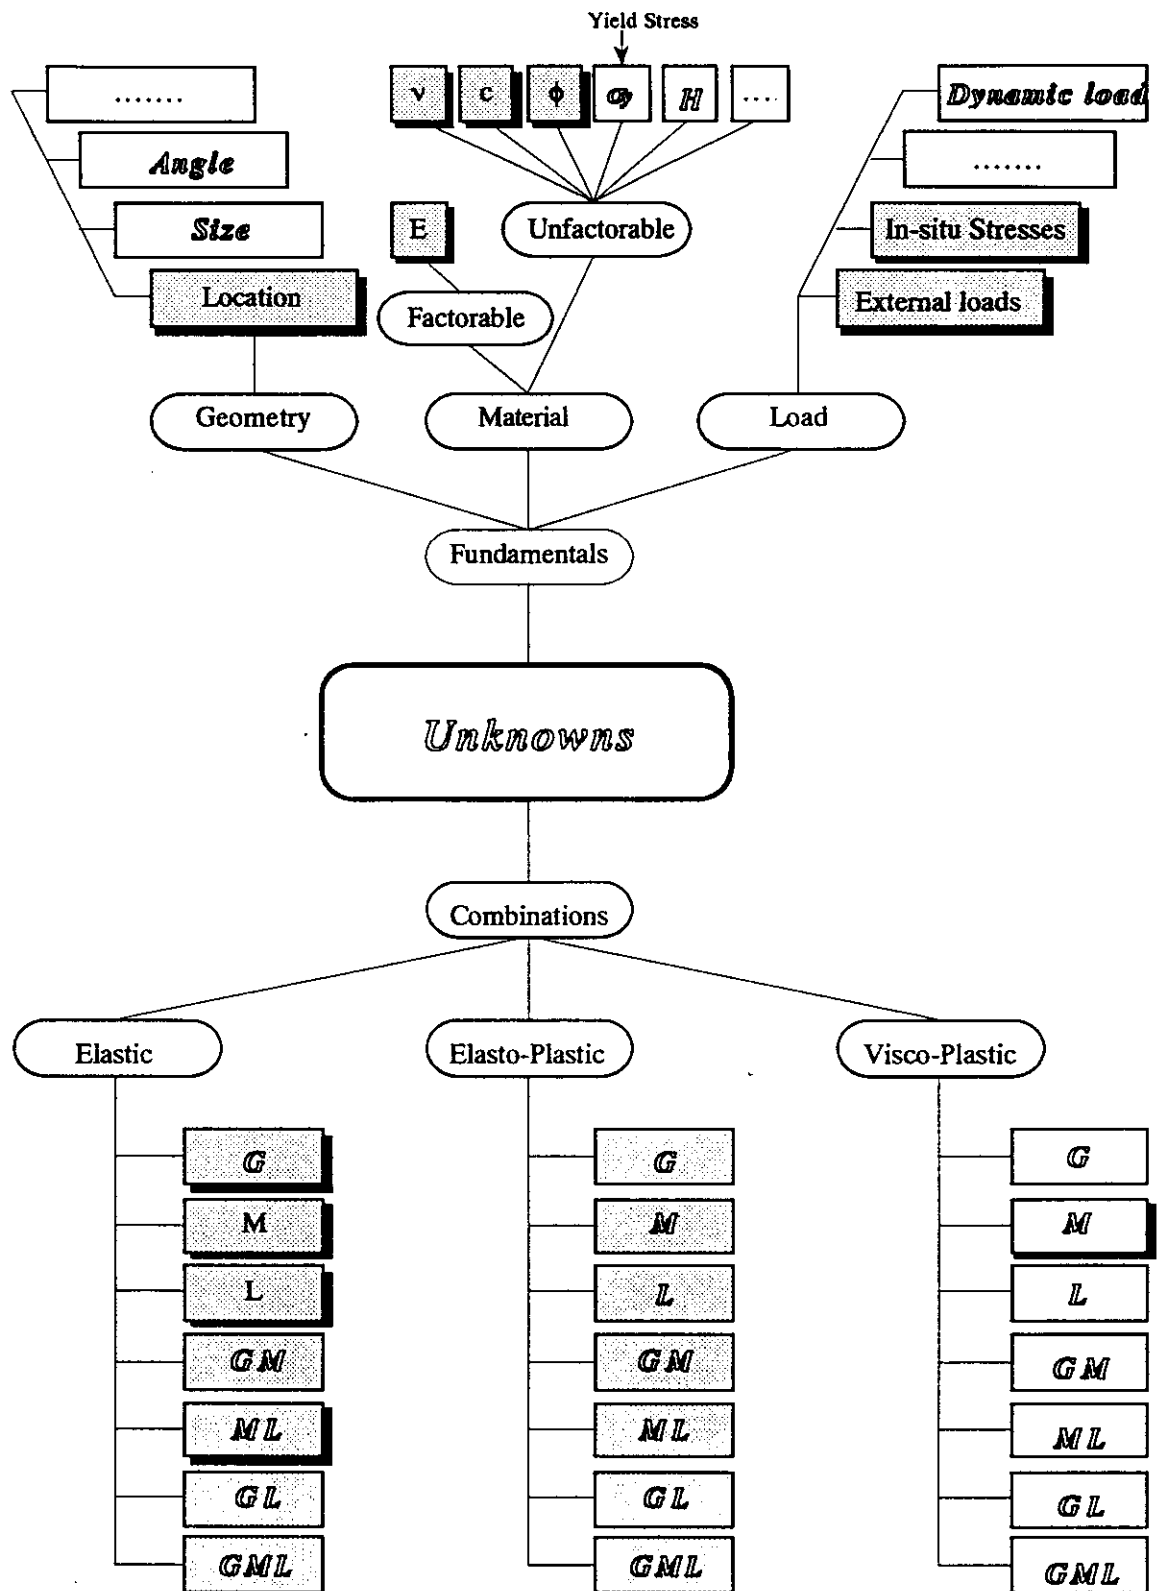 Yield Stress
.......
ν
c
ϕ
σy
H
....
Dynamic load
Angle
.......
Size
E
Unfactorable
In-situ Stresses
Location
Factorable
External loads
Geometry
Material
Load
Fundamentals
Unknowns
Combinations
Elastic
Elasto-Plastic
Visco-Plastic
G
M
L
GM
ML
GL
GML
G
M
L
GM
ML
GL
GML
G
M
L
GM
ML
GL
GML